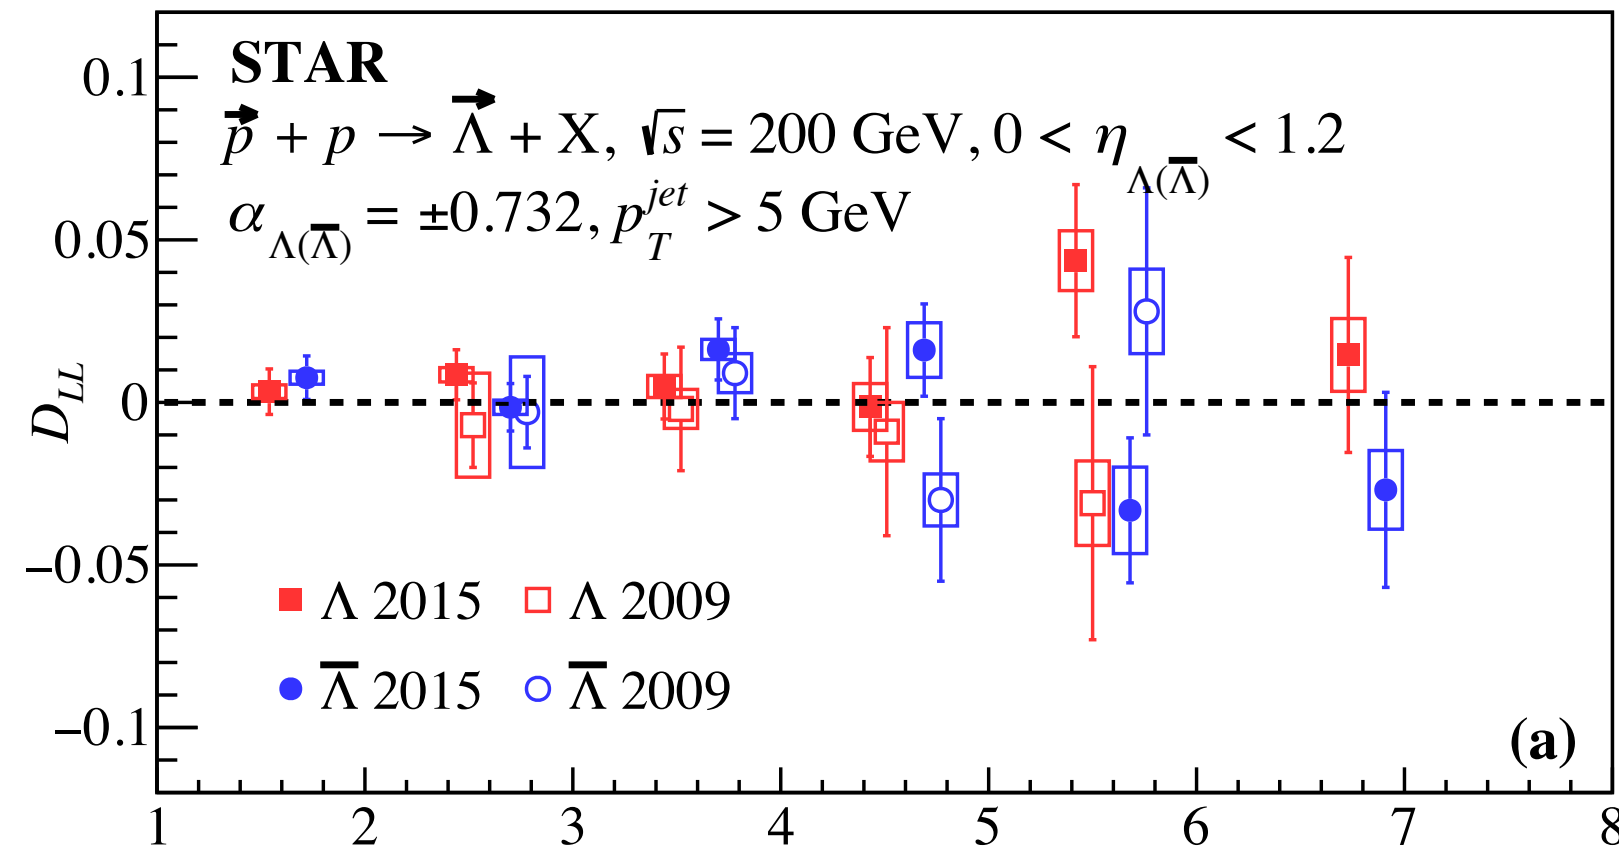 STAR
p⃗ + p → Λ⃗ + X, √s = 200 GeV, 0 < η_Λ(Λ̅) < 1.2
α_Λ(Λ̅) = ±0.732, p_T^jet > 5 GeV
0.1
0.05
0
−0.05
−0.1
D_LL
Λ 2015
Λ 2009
Λ̅ 2015
Λ̅ 2009
(a)
1 2 3 4 5 6 7 8